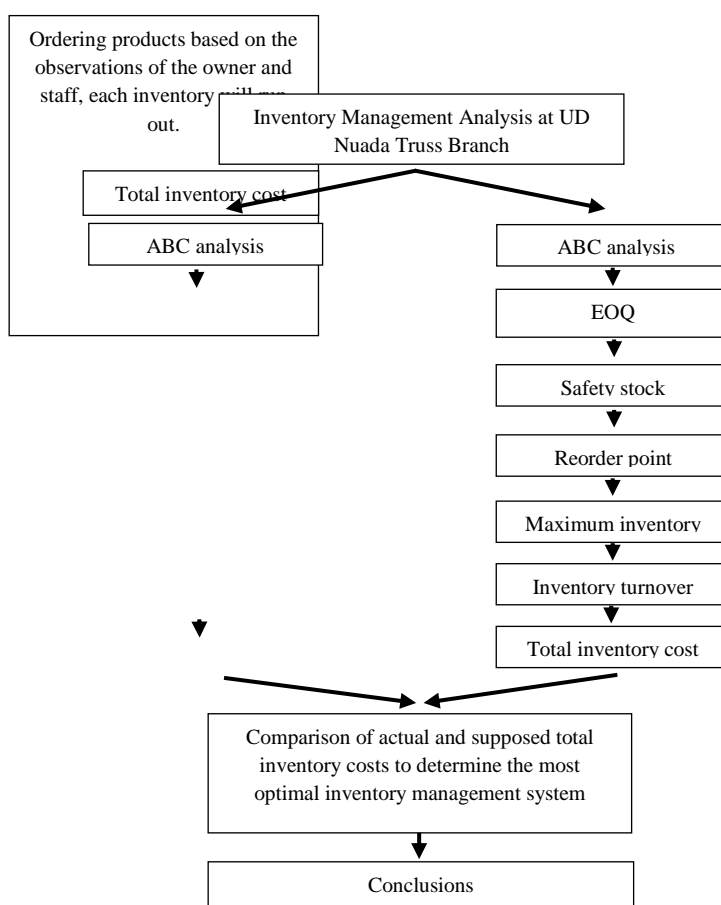 Ordering products based on the
observations of the owner and
staff, each inventory will run
out.
Inventory Management Analysis at UD
Nuada Truss Branch
Total inventory cost
ABC analysis
ABC analysis
EOQ
Safety stock
Reorder point
Maximum inventory
Inventory turnover
Total inventory cost
Comparison of actual and supposed total
inventory costs to determine the most
optimal inventory management system
Conclusions